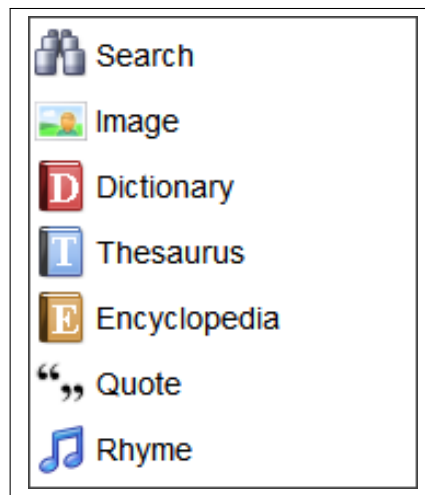 Search
Image
D Dictionary
T Thesaurus
E Encyclopedia
“„ Quote
Rhyme